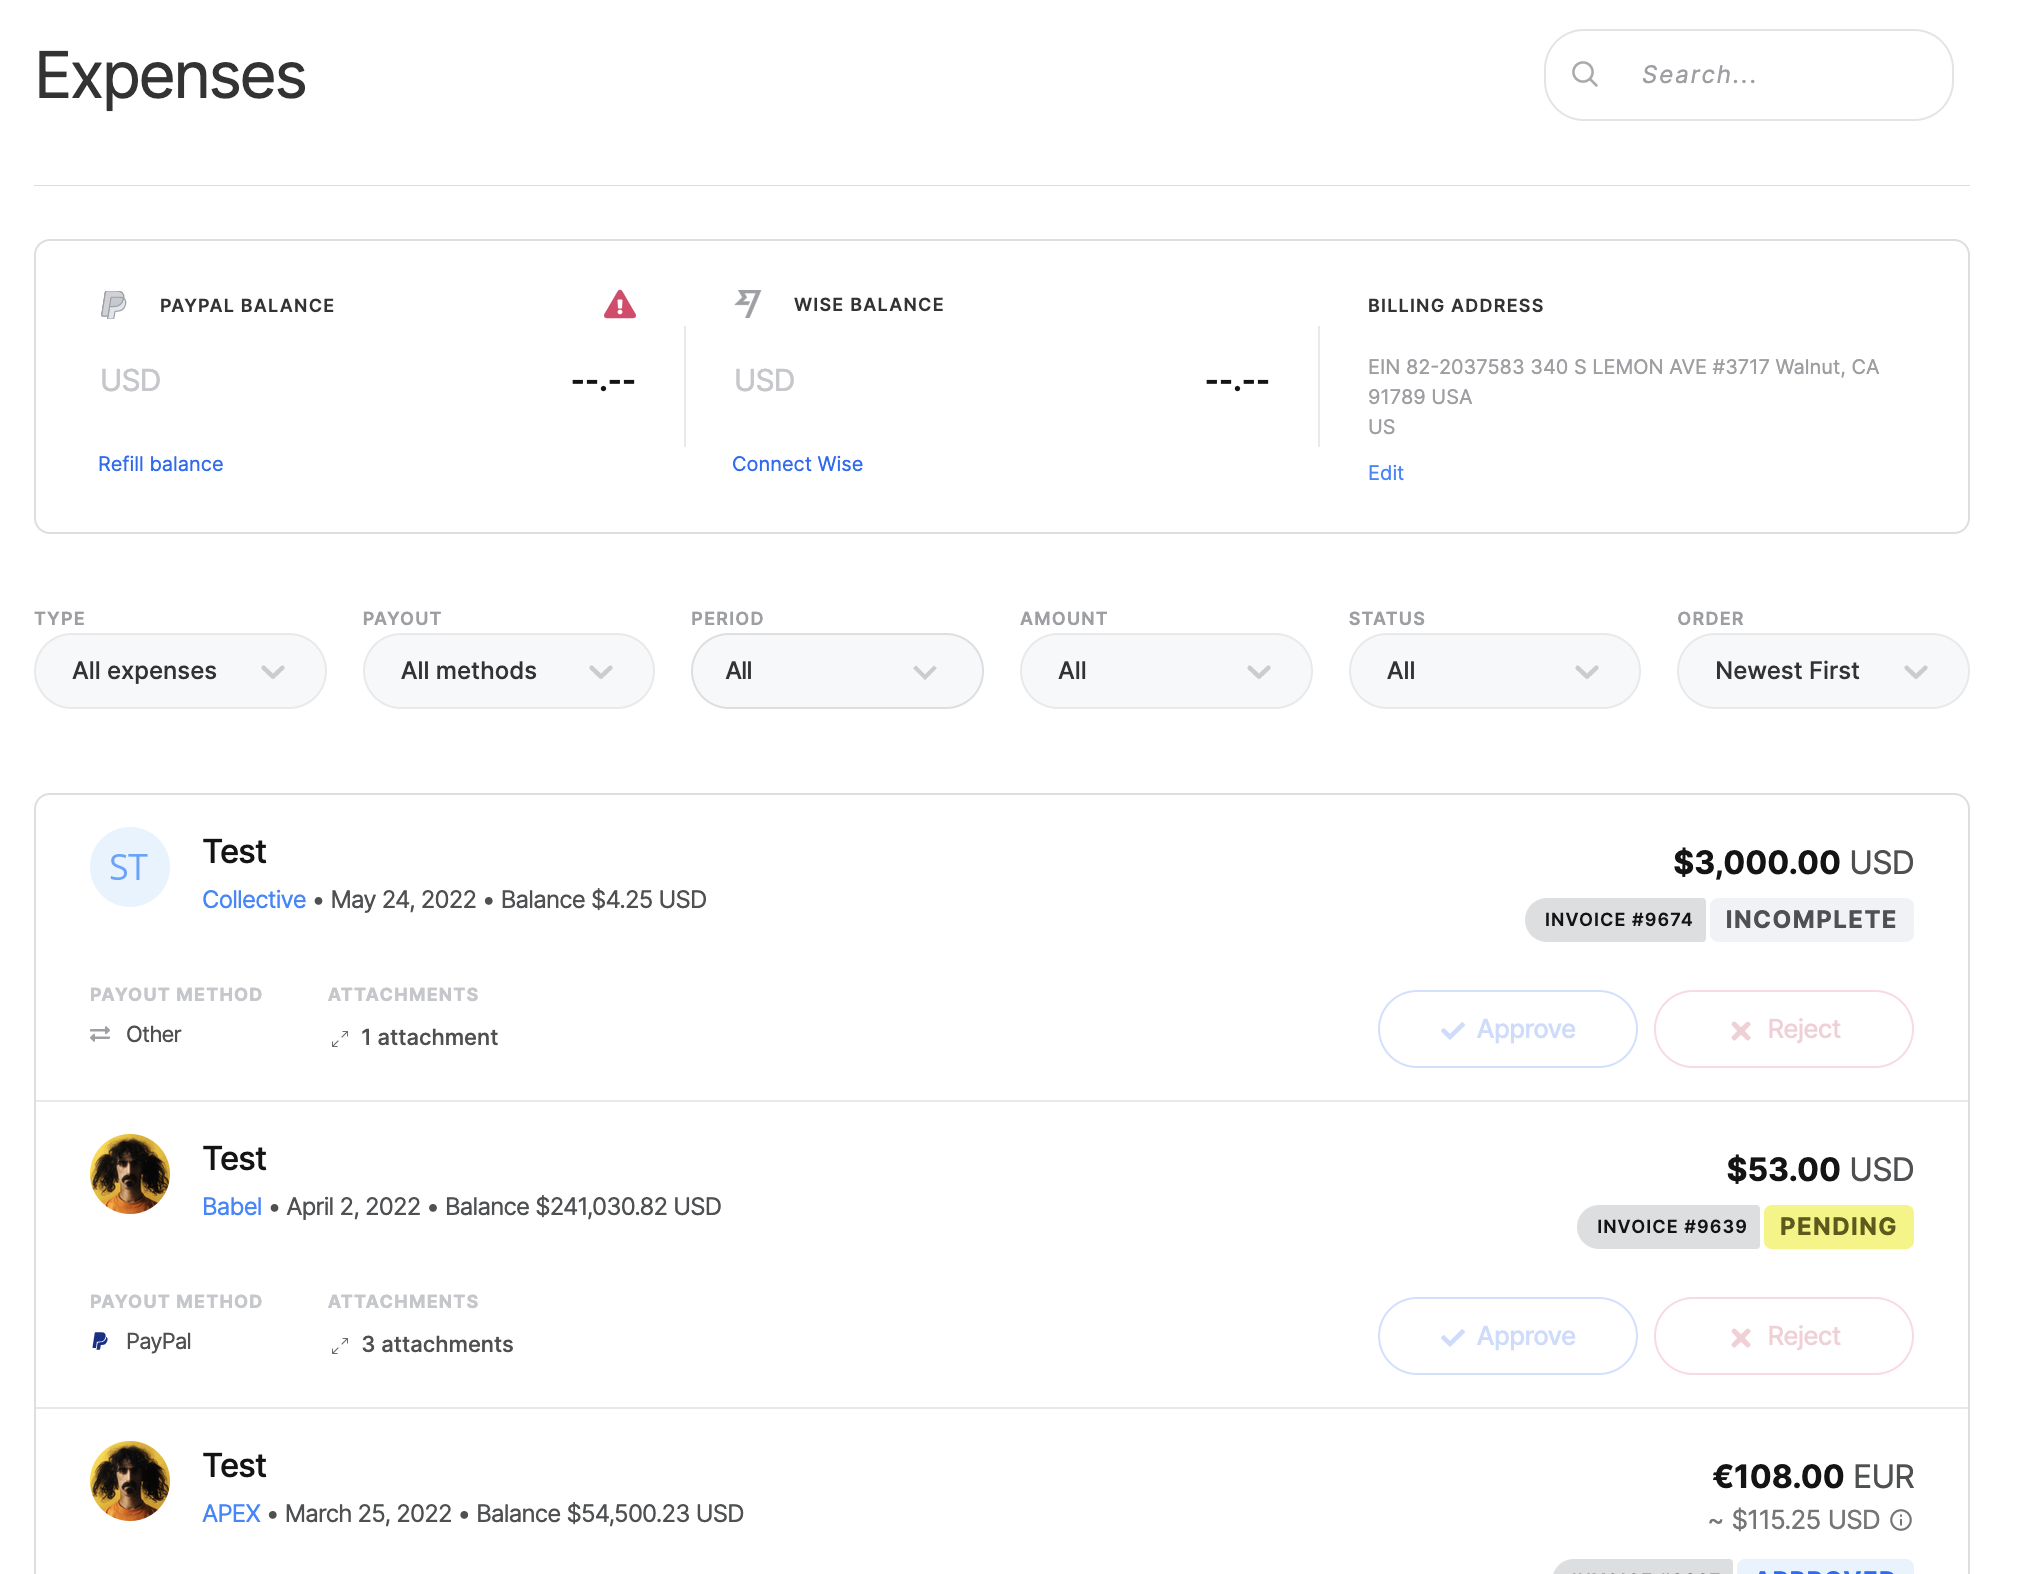 Expenses
Search...
PAYPAL BALANCE
USD
--.--
Refill balance
WISE BALANCE
USD
--.--
Connect Wise
BILLING ADDRESS
EIN 82-2037583 340 S LEMON AVE #3717 Walnut, CA
91789 USA
US
Edit
TYPE
All expenses
PAYOUT
All methods
PERIOD
All
AMOUNT
All
STATUS
All
ORDER
Newest First
ST
Test
Collective • May 24, 2022 • Balance $4.25 USD
$3,000.00 USD
INVOICE #9674 INCOMPLETE
PAYOUT METHOD
Other
ATTACHMENTS
1 attachment
Approve
Reject
Test
Babel • April 2, 2022 • Balance $241,030.82 USD
$53.00 USD
INVOICE #9639 PENDING
PAYOUT METHOD
PayPal
ATTACHMENTS
3 attachments
Approve
Reject
Test
APEX • March 25, 2022 • Balance $54,500.23 USD
€108.00 EUR
~ $115.25 USD
APPROVED